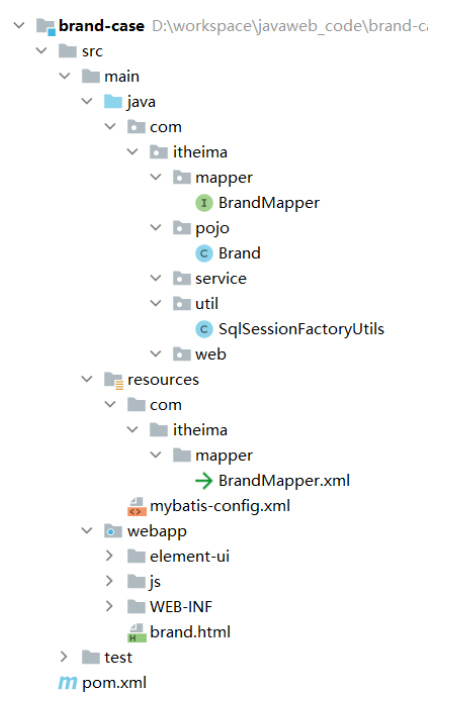 brand-case D:\workspace\javaweb_code\brand-ca
src
main
java
com
itheima
mapper
I BrandMapper
pojo
C Brand
service
util
C SqlSessionFactoryUtils
web
resources
com
itheima
mapper
BrandMapper.xml
mybatis-config.xml
webapp
element-ui
js
WEB-INF
H brand.html
test
m pom.xml